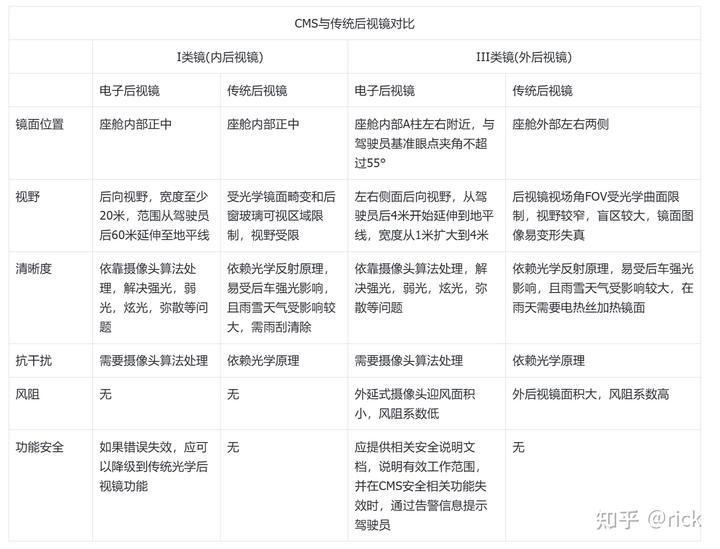 CMS与传统后视镜对比
I类镜(内后视镜)
III类镜(外后视镜)
电子后视镜
传统后视镜
电子后视镜
传统后视镜
镜面位置
座舱内部正中
座舱内部正中
座舱内部A柱左右附近，与
驾驶员基准眼点夹角不超
过55°
座舱外部左右两侧
视野
后向视野，宽度至少
20米，范围从驾驶员
后60米延伸至地平线
受光学镜面畸变和后
窗玻璃可视区域限
制，视野受限
左右侧面后向视野，从驾
驶员后4米开始延伸到地平
线，宽度从1米扩大到4米
后视镜视场角FOV受光学曲面限
制，视野较窄，盲区较大，镜面图
像易变形失真
清晰度
依靠摄像头算法处
理，解决强光，弱
光，炫光，弥散等问
题
依赖光学反射原理，
易受后车强光影响，
且雨雪天气受影响较
大，需雨刮清除
依靠摄像头算法处理，解
决强光，弱光，炫光，弥
散等问题
依赖光学反射原理，易受后车强光
影响，且雨雪天气受影响较大，在
雨天需要电热丝加热镜面
抗干扰
需要摄像头算法处理
依赖光学原理
需要摄像头算法处理
依赖光学原理
风阻
无
无
外延式摄像头迎风面积
小，风阻系数低
外后视镜面积大，风阻系数高
功能安全
如果错误失效，应可
以降级到传统光学后
视镜功能
无
应提供相关安全说明文
档，说明有效工作范围，
并在CMS安全相关功能失
效时，通过告警信息提示
驾驶员
无
知乎 @rick